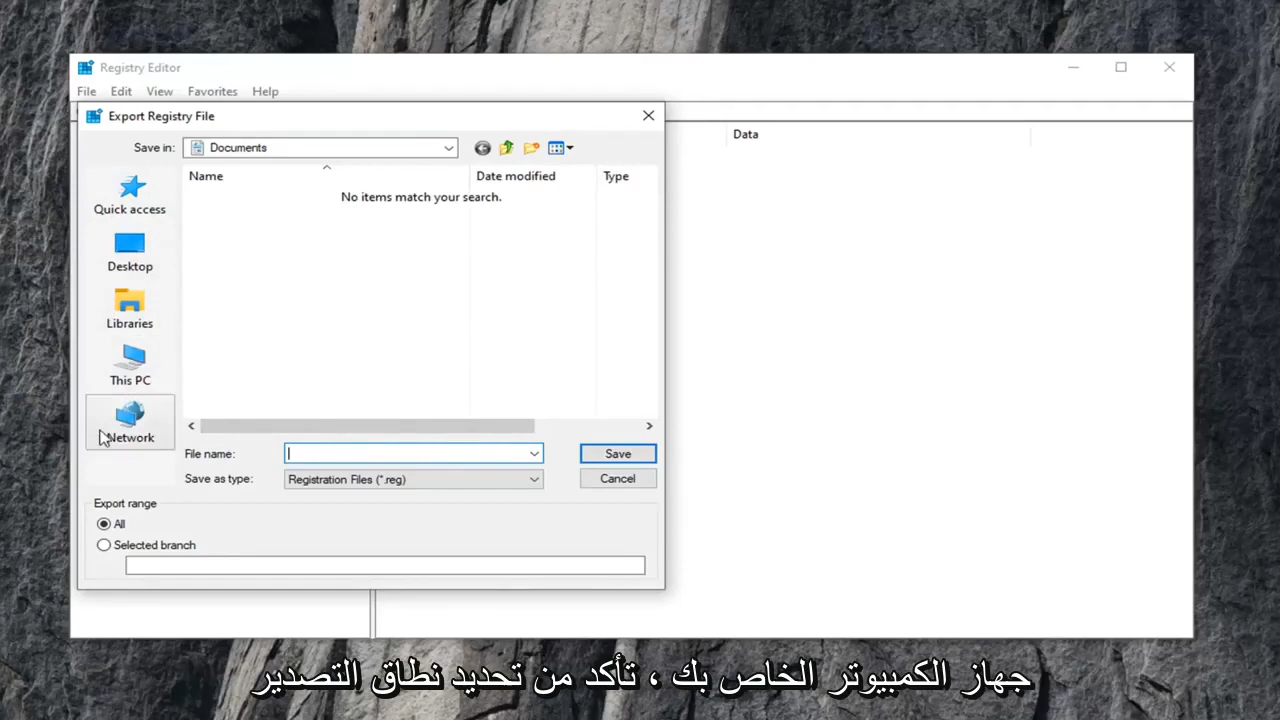 Registry Editor
File Edit View Favorites Help
Export Registry File
Save in: Documents
Data
Name Date modified Type
No items match your search.
Quick access
Desktop
Libraries
This PC
Network
File name: Save
Save as type: Registration Files (*.reg) Cancel
Export range
All
Selected branch
جهاز الكمبيوتر الخاص بك ، تأكد من تحديد نطاق التصدير